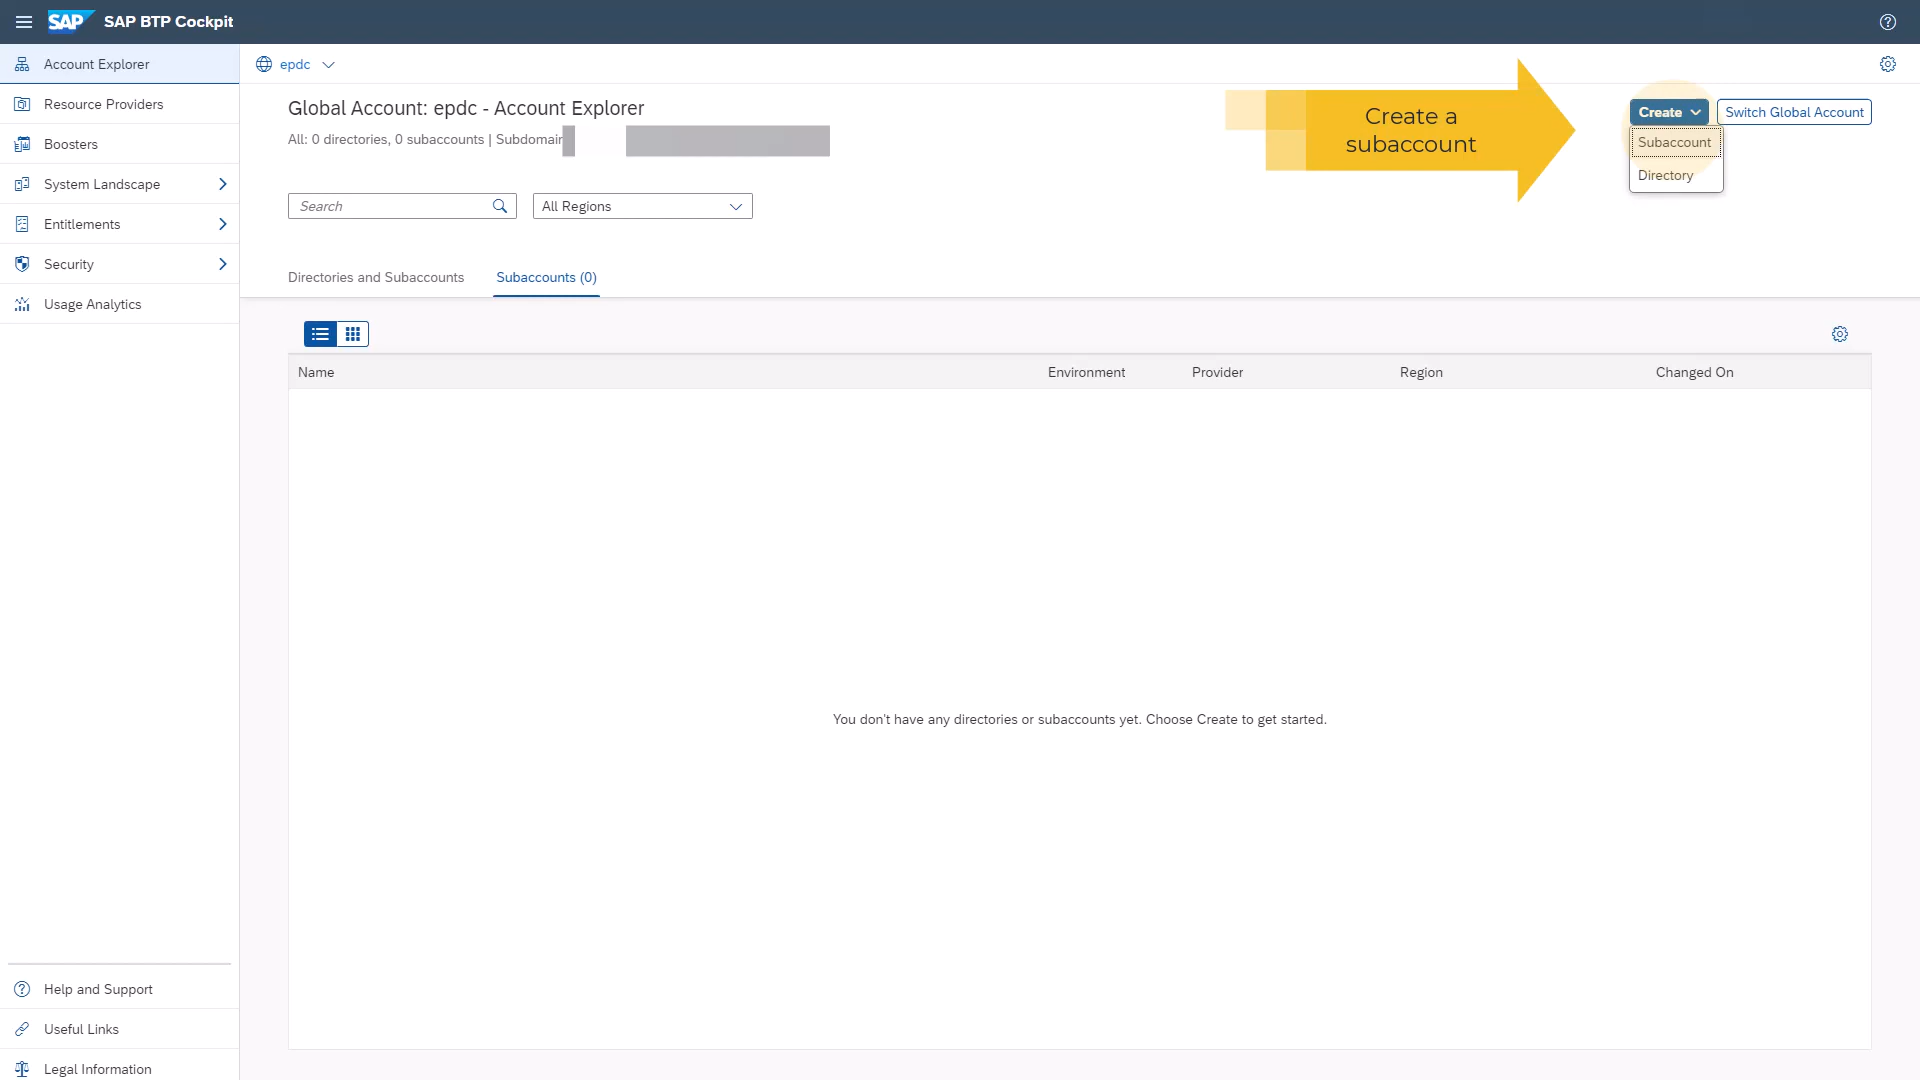 SAP SAP BTP Cockpit
Account Explorer
Resource Providers
Boosters
System Landscape
Entitlements
Security
Usage Analytics
Help and Support
Useful Links
Legal Information
epdc
Global Account: epdc - Account Explorer
All: 0 directories, 0 subaccounts | Subdomain
Create a
subaccount
Create
Switch Global Account
Subaccount
Directory
Search
All Regions
Directories and Subaccounts
Subaccounts (0)
Name Environment Provider Region Changed On
You don't have any directories or subaccounts yet. Choose Create to get started.